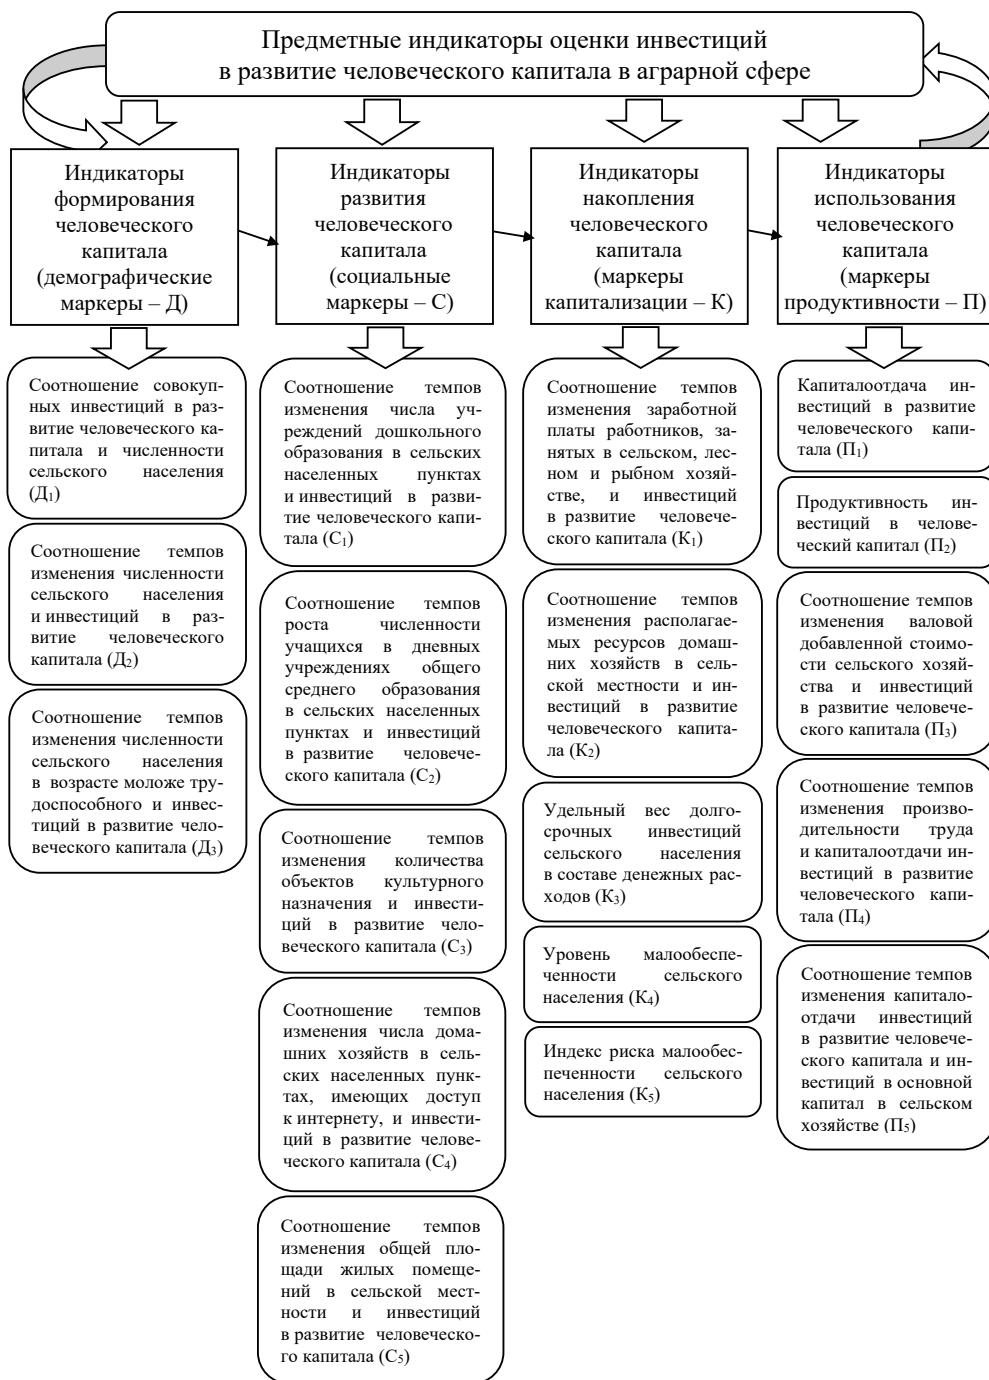 Предметные индикаторы оценки инвестиций
в развитие человеческого капитала в аграрной сфере
Индикаторы
формирования
человеческого
капитала
(демографические
маркеры – Д)
Индикаторы
развития
человеческого
капитала
(социальные
маркеры – С)
Индикаторы
накопления
человеческого
капитала
(маркеры
капитализации – К)
Индикаторы
использования
человеческого
капитала
(маркеры
продуктивности – П)
Соотношение совокуп-
ных инвестиций в раз-
витие человеческого ка-
питала и численности
сельского населения
(Д₁)
Соотношение темпов
изменения численности
сельского населения
и инвестиций в раз-
витие человеческого
капитала (Д₂)
Соотношение темпов
изменения численности
сельского населения
в возрасте моложе тру-
доспособного и инвес-
тиций в развитие чело-
веческого капитала (Д₃)
Соотношение темпов
изменения числа уч-
реждений дошкольного
образования в сельских
населенных пунктах
и инвестиций в разви-
тие человеческого капи-
тала (С₁)
Соотношение темпов
роста численности
учащихся в дневных
учреждениях общего
среднего образования
в сельских населенных
пунктах и инвестиций
в развитие человече-
ского капитала (С₂)
Соотношение темпов
изменения количества
объектов культурного
назначения и инвести-
ций в развитие чело-
веческого капитала (С₃)
Соотношение темпов
изменения числа дома-
шних хозяйств в сель-
ских населенных пунк-
тах, имеющих доступ
к интернету, и инвести-
ций в развитие челове-
ческого капитала (С₄)
Соотношение темпов
изменения общей пло-
щади жилых помеще-
ний в сельской мест-
ности и инвестиций
в развитие человеческо-
го капитала (С₅)
Соотношение темпов
изменения заработной
платы работников, за-
нятых в сельском, лес-
ном и рыбном хозяй-
стве, и инвестиций
в развитие человече-
ского капитала (К₁)
Соотношение темпов
изменения располагае-
мых ресурсов домаш-
них хозяйств в сель-
ской местности и ин-
вестиций в развитие
человеческого капита-
ла (К₂)
Удельный вес долго-
срочных инвестиций
сельского населения
в составе денежных рас-
ходов (К₃)
Уровень малообеспе-
ченности сельского
населения (К₄)
Индекс риска малообес-
печенности сельского
населения (К₅)
Капиталоотдача ин-
вестиций в развитие
человеческого капи-
тала (П₁)
Продуктивность ин-
вестиций в челове-
ческий капитал (П₂)
Соотношение темпов
изменения валовой
добавленной стоимо-
сти сельского хозяй-
ства и инвестиций
в развитие человече-
ского капитала (П₃)
Соотношение темпов
изменения производ-
ительности труда
и капиталоотдачи ин-
вестиций в развитие
человеческого капи-
тала (П₄)
Соотношение темпов
изменения капитало-
отдачи инвестиций
в развитие человече-
ского капитала и ин-
вестиций в основной
капитал в сельском
хозяйстве (П₅)